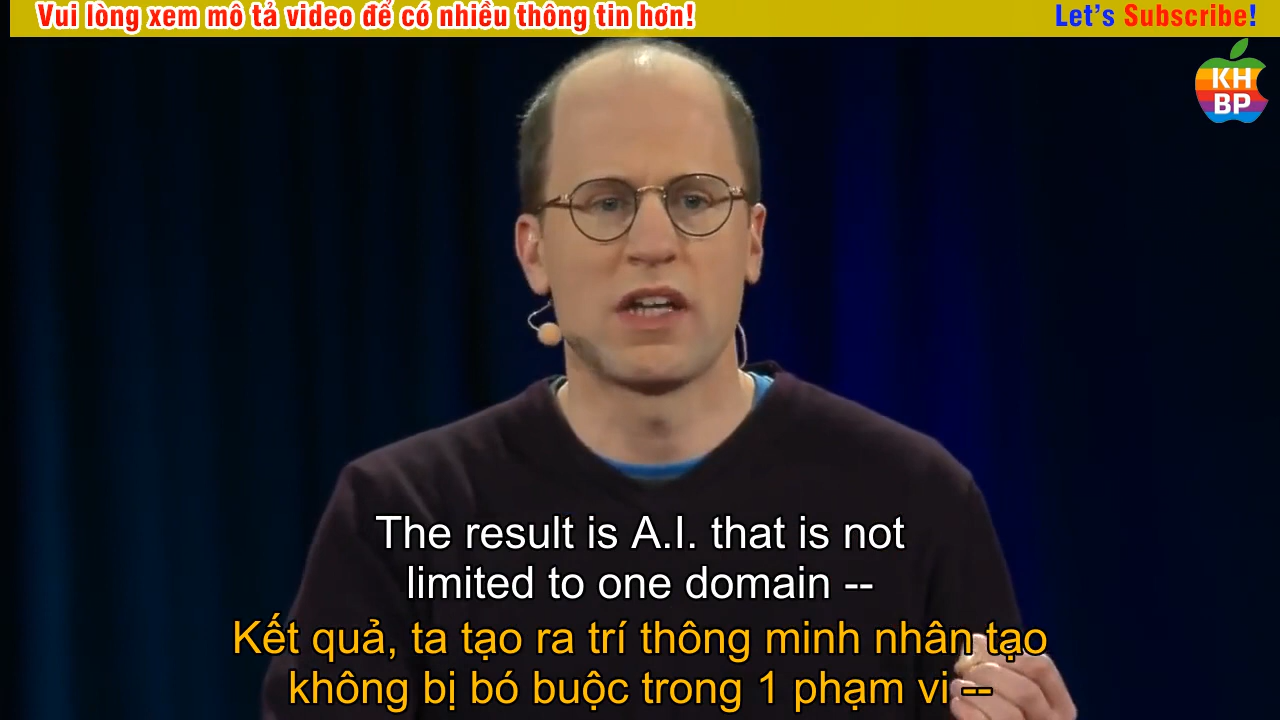 Vui lòng xem mô tả video để có nhiều thông tin hơn!
Let's Subscribe!
KH
BP
The result is A.I. that is not
limited to one domain --
Kết quả, ta tạo ra trí thông minh nhân tạo
không bị bó buộc trong 1 phạm vi --